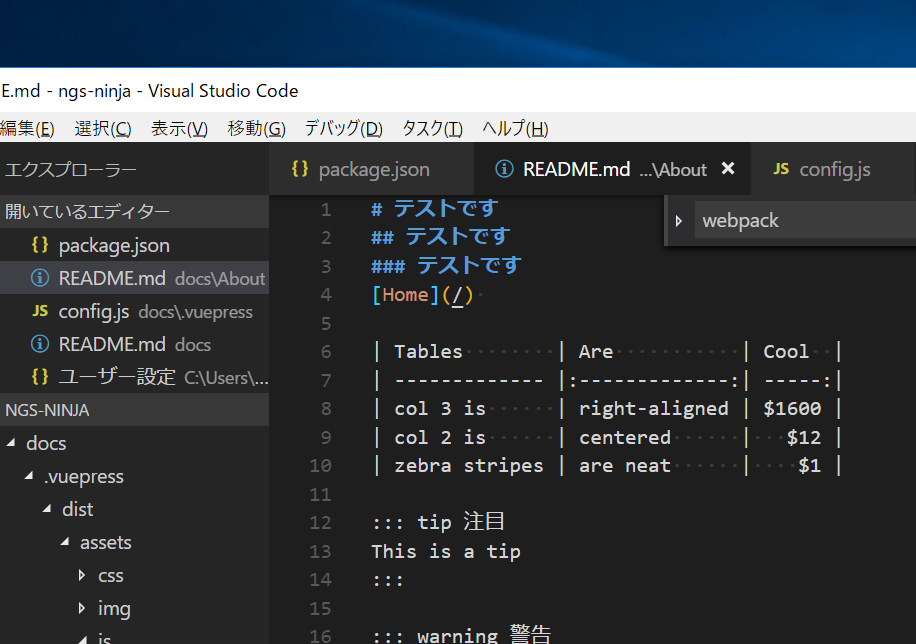 E.md - ngs-ninja - Visual Studio Code
編集(E) 選択(C) 表示(V) 移動(G) デバッグ(D) タスク(T) ヘルプ(H)
エクスプローラー
開いているエディター
{} package.json
README.md docs\About
JS config.js docs\.vuepress
README.md docs
{} ユーザー設定 C:\Users\...
NGS-NINJA
docs
.vuepress
dist
assets
css
img
js
{} package.json README.md ...\About × JS config.js
webpack
1 # テストです
2 ## テストです
3 ### テストです
4 [Home](/)
5
6 | Tables | Are | Cool |
7 | ------------- |:-------------:| -----:|
8 | col 3 is | right-aligned | $1600 |
9 | col 2 is | centered | $12 |
10 | zebra stripes | are neat | $1 |
11
12 ::: tip 注目
13 This is a tip
14 :::
15
16 ::: warning 警告